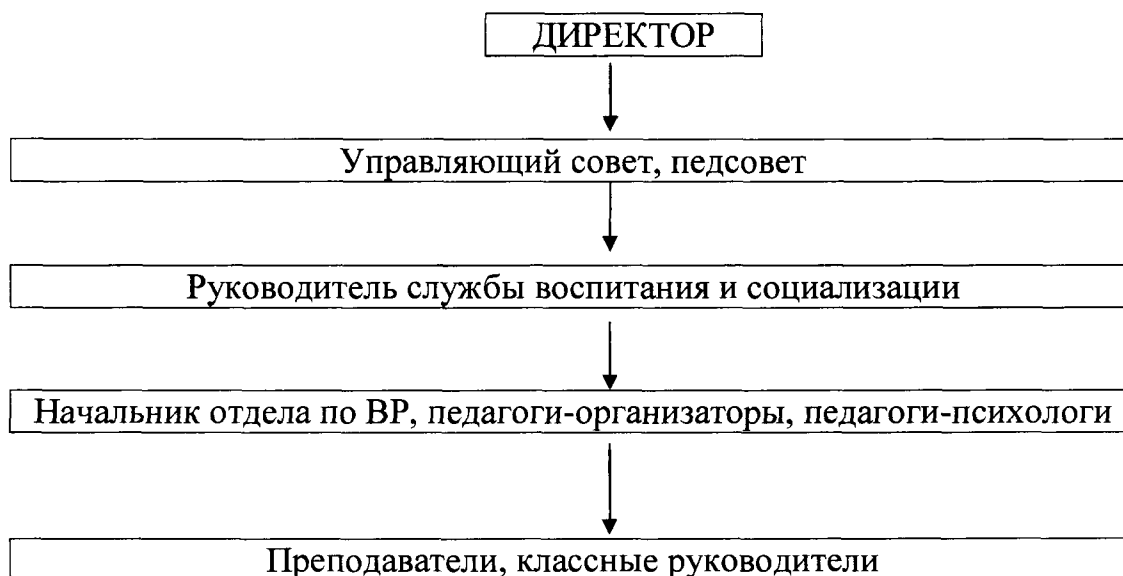 ДИРЕКТОР
Управляющий совет, педсовет
Руководитель службы воспитания и социализации
Начальник отдела по ВР, педагоги-организаторы, педагоги-психологи
Преподаватели, классные руководители